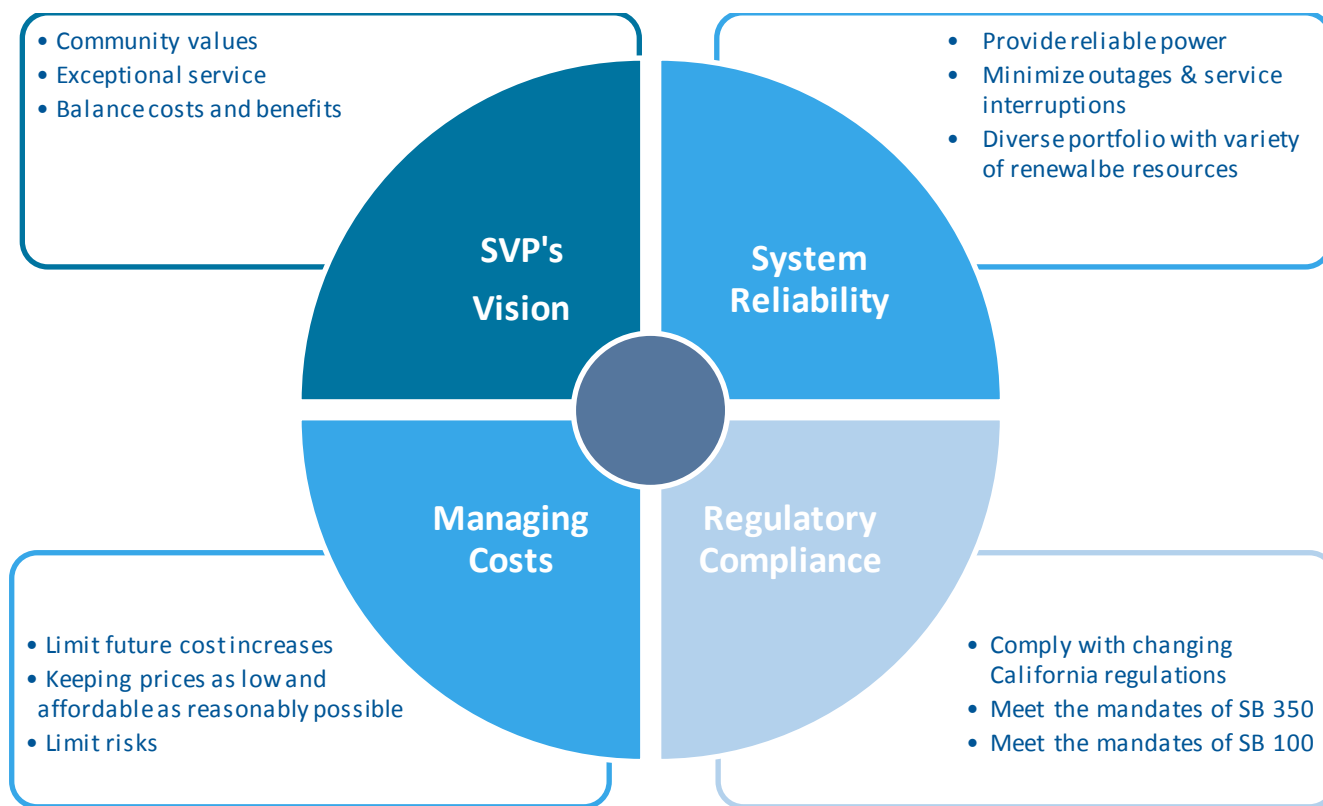 • Community values
• Exceptional service
• Balance costs and benefits
• Provide reliable power
• Minimize outages & service
interruptions
• Diverse portfolio with variety
of renewalbe resources
SVP's
Vision
System
Reliability
Managing
Costs
Regulatory
Compliance
• Limit future cost increases
• Keeping prices as low and
affordable as reasonably possible
• Limit risks
• Comply with changing
California regulations
• Meet the mandates of SB 350
• Meet the mandates of SB 100